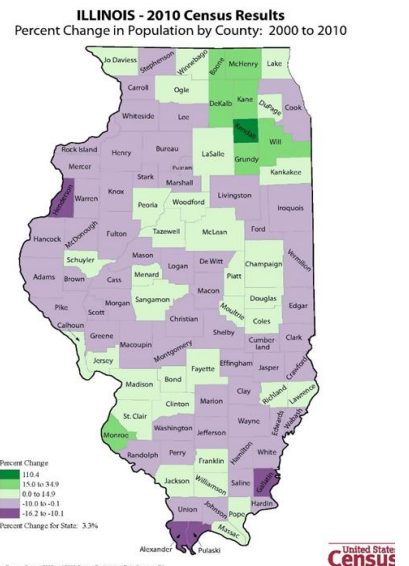 ILLINOIS - 2010 Census Results
Percent Change in Population by County: 2000 to 2010
Jo Daviess
Stephenson
Winnebago
Boone
McHenry
Lake
Carroll
Ogle
DeKalb
Kane
Cook
DuPage
Whiteside
Lee
Kendall
Will
Rock Island
Henry
Bureau
LaSalle
Grundy
Mercer
Putnam
Kankakee
Stark
Marshall
Henderson
Warren
Knox
Livingston
Peoria
Woodford
Iroquois
Hancock
McDonough
Fulton
Tazewell
McLean
Ford
Schuyler
Mason
Logan
De Witt
Champaign
Vermilion
Adams
Brown
Cass
Menard
Piatt
Macon
Pike
Scott
Morgan
Sangamon
Christian
Moultrie
Douglas
Edgar
Coles
Calhoun
Greene
Macoupin
Montgomery
Shelby
Cumber
land
Clark
Jersey
Fayette
Effingham
Jasper
Crawford
Madison
Bond
Clay
Richland
Lawrence
Clinton
Marion
St. Clair
Wayne
Edwards
Wabash
Monroe
Washington
Jefferson
Randolph
Perry
Hamilton
White
Franklin
Jackson
Williamson
Saline
Gallatin
Hardin
Union
Johnson
Pope
Massac
Alexander
Pulaski
Percent Change
110.4
15.0 to 34.9
0.0 to 14.9
-10.0 to -0.1
-16.2 to -10.1
Percent Change for State: 3.3%
United States
Census